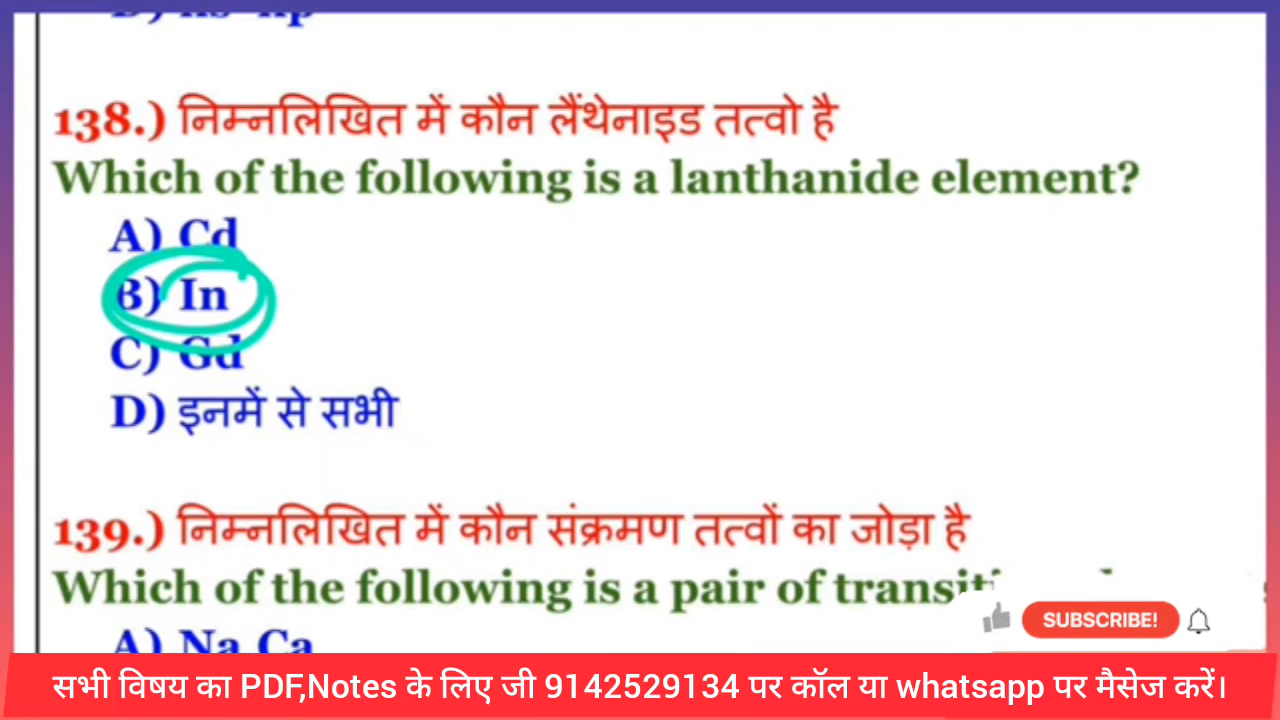 138.) निम्नलिखित में कौन लैंथेनाइड तत्वो है
Which of the following is a lanthanide element?
A) Cd
B) In
C) Gd
D) इनमें से सभी
139.) निम्नलिखित में कौन संक्रमण तत्वों का जोड़ा है
Which of the following is a pair of
A) Na Ca
SUBSCRIBE!
सभी विषय का PDF,Notes के लिए जी 9142529134 पर कॉल या whatsapp पर मैसेज करें।